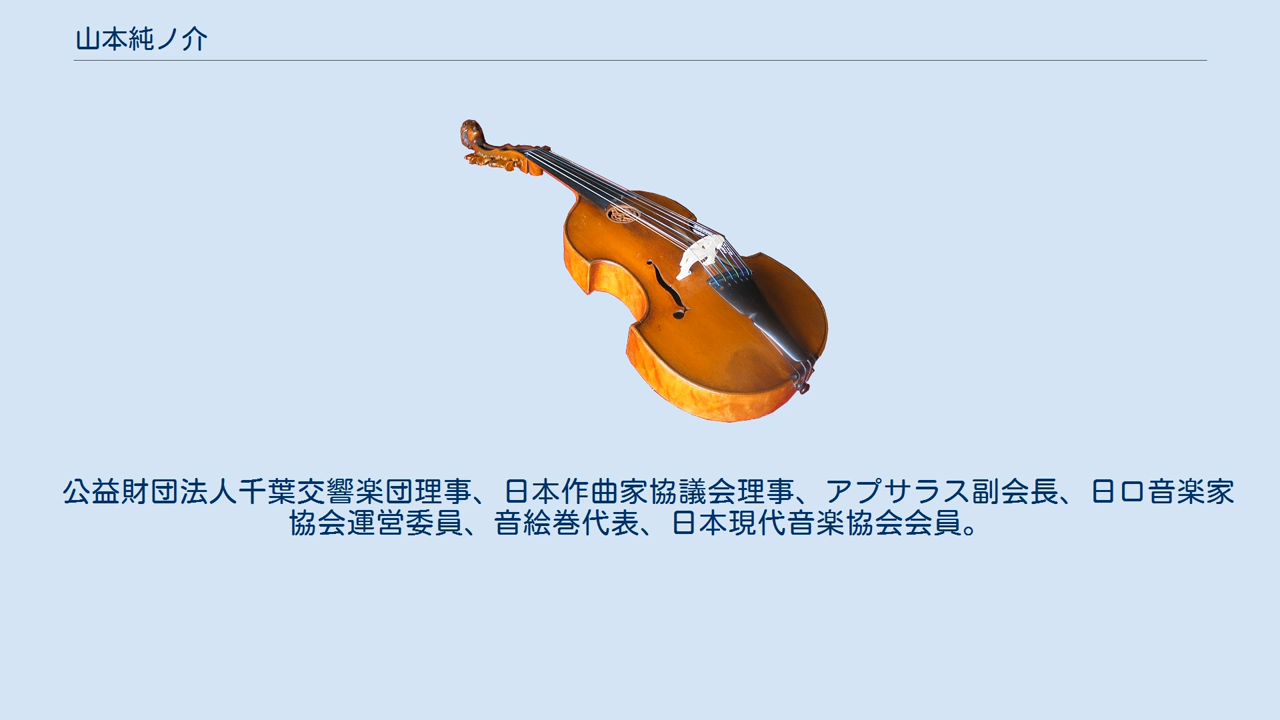 山本純ノ介
公益財団法人千葉交響楽団理事、日本作曲家協議会理事、アプサラス副会長、日ロ音楽家
協会運営委員、音絵巻代表、日本現代音楽協会会員。